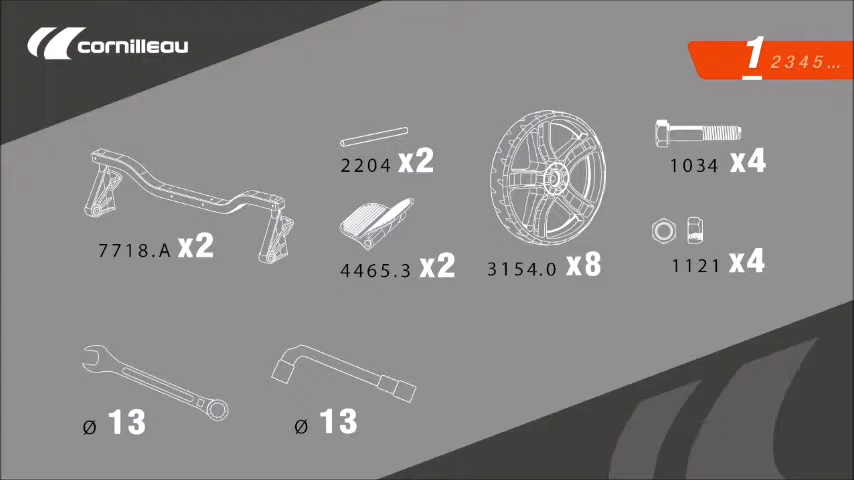 cornilleau
1 2 3 4 5 ...
2204 x2
1034 x4
7718.A x2
4465.3 x2
3154.0 x8
1121 x4
Ø 13
Ø 13